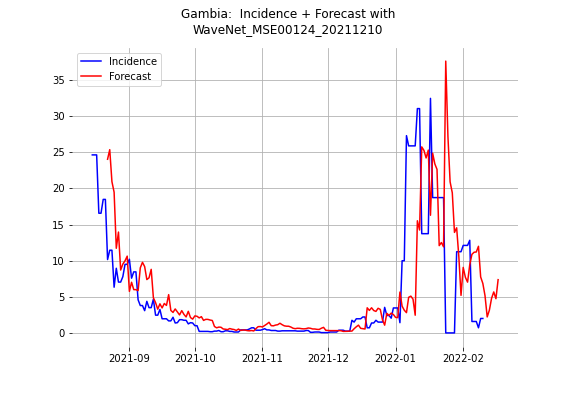 Gambia:  Incidence + Forecast with
WaveNet_MSE00124_20211210
Incidence
Forecast
35
30
25
20
15
10
5
0
2021-09 2021-10 2021-11 2021-12 2022-01 2022-02